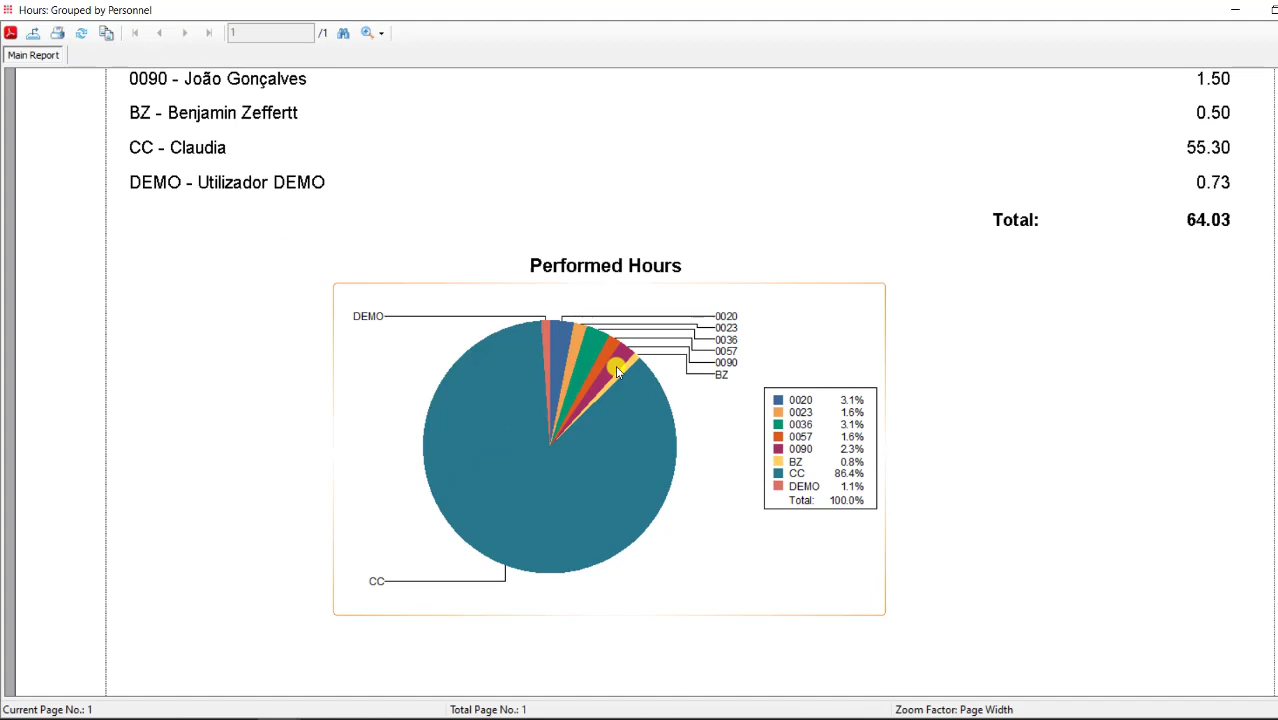 Hours: Grouped by Personnel
1 /1
Main Report
0090 - João Gonçalves 1.50
BZ - Benjamin Zeffertt 0.50
CC - Claudia 55.30
DEMO - Utilizador DEMO 0.73
Total: 64.03
Performed Hours
DEMO
0020
0023
0036
0057
0090
BZ
CC
0020 3.1%
0023 1.6%
0036 3.1%
0057 1.6%
0090 2.3%
BZ 0.8%
CC 86.4%
DEMO 1.1%
Total: 100.0%
Current Page No.: 1 Total Page No.: 1 Zoom Factor: Page Width